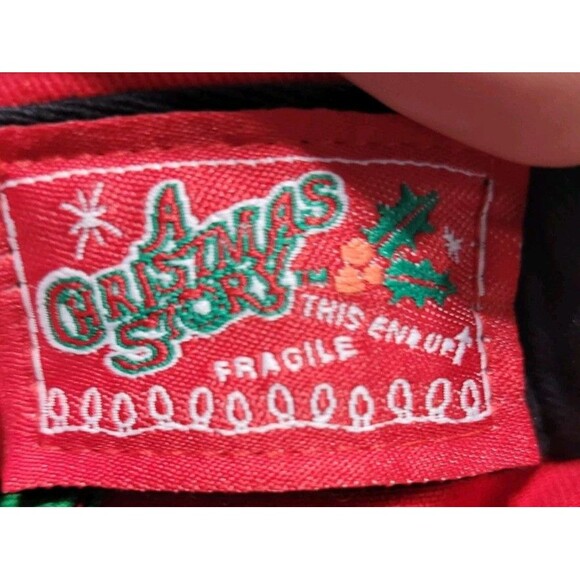 A
CHRISTMAS
STORY™
THIS END UP↑
FRAGILE